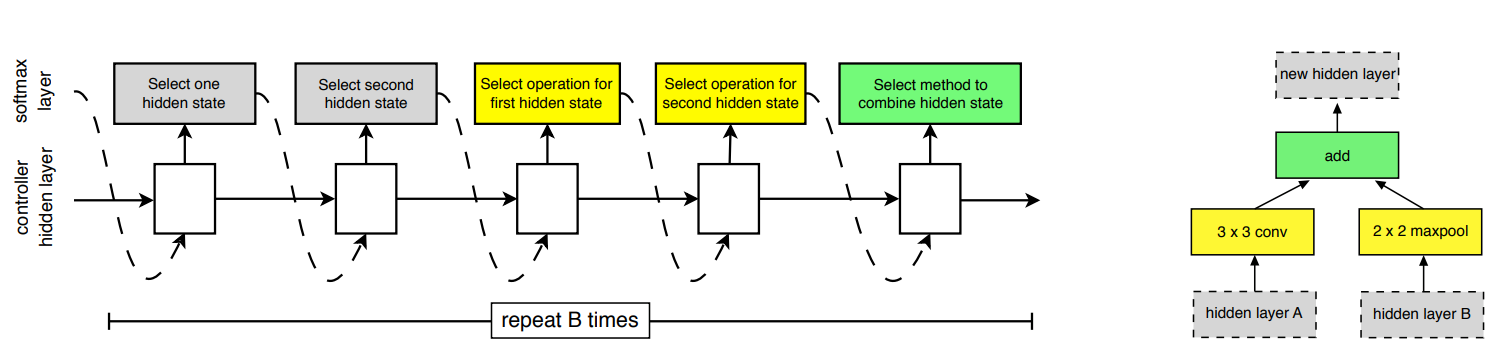 softmax
layer
controller
hidden layer
Select one
hidden state
Select second
hidden state
Select operation for
first hidden state
Select operation for
second hidden state
Select method to
combine hidden state
repeat B times
new hidden layer
add
3 x 3 conv
2 x 2 maxpool
hidden layer A
hidden layer B